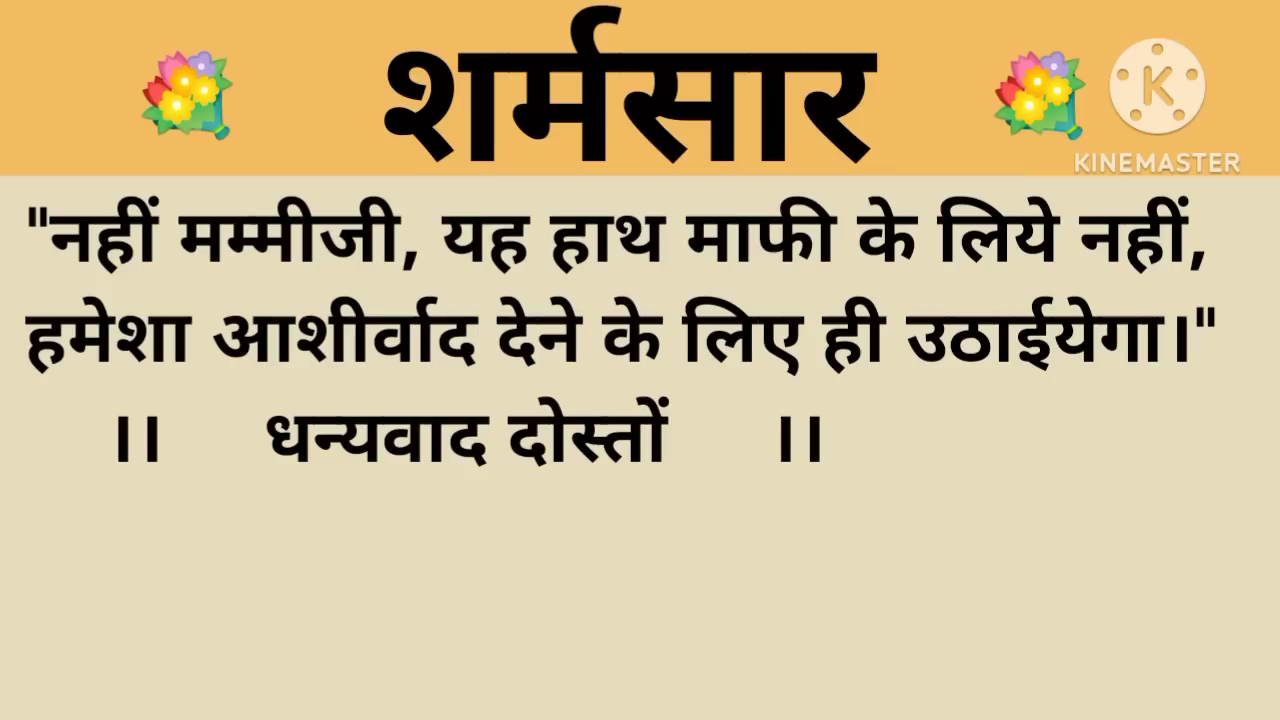 शर्मसार
KINEMASTER
"नहीं मम्मीजी, यह हाथ माफी के लिये नहीं,
हमेशा आशीर्वाद देने के लिए ही उठाईयेगा।"
।। धन्यवाद दोस्तों ।।